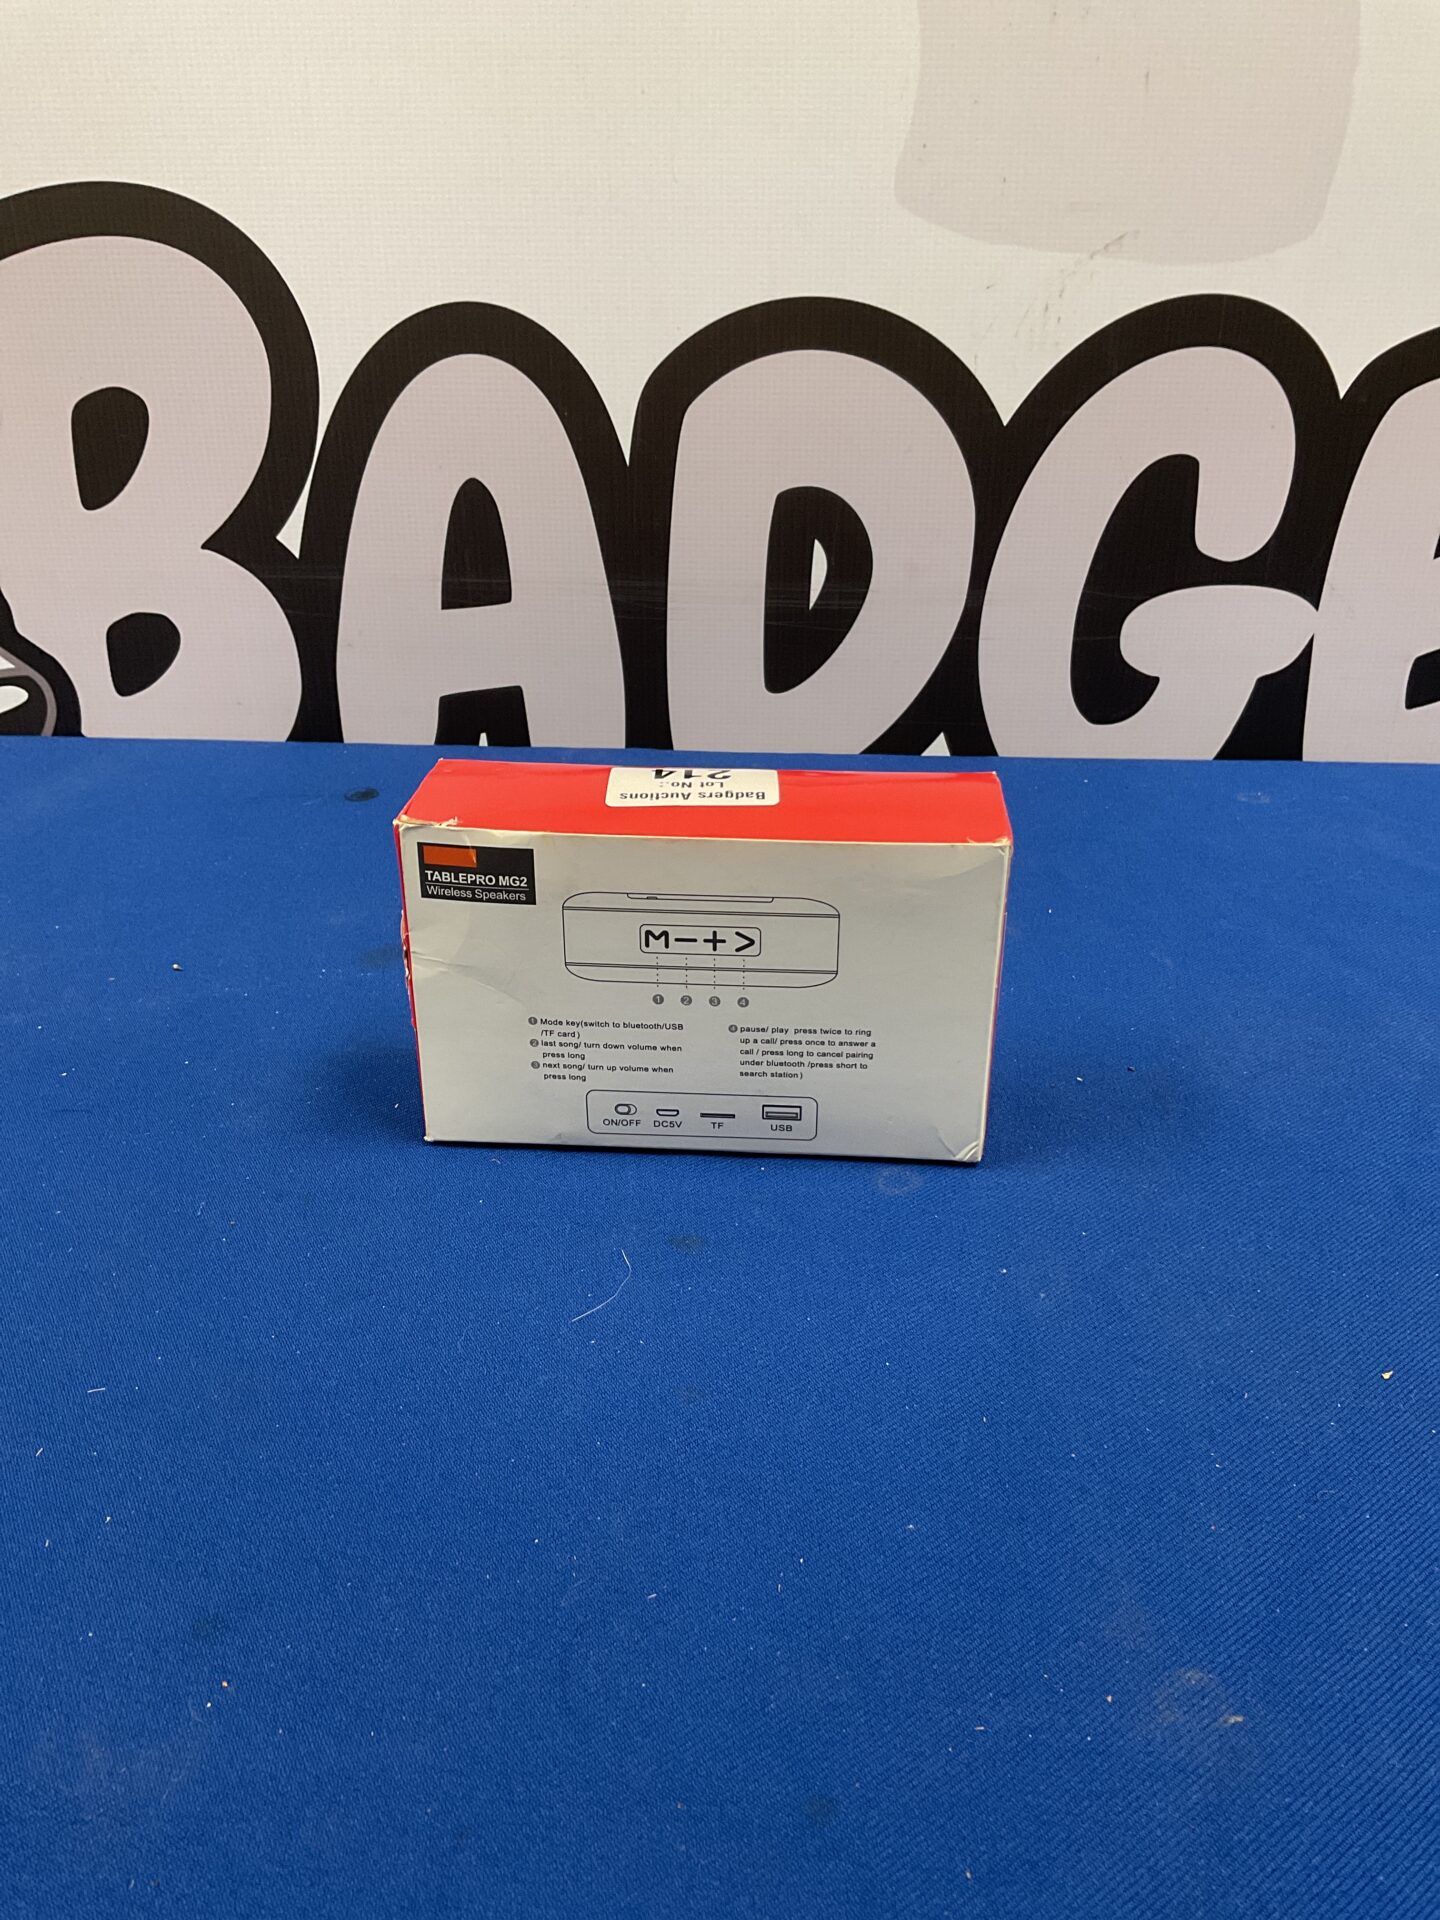 BADGE
Badgers Auctions
Lot No.:
214
TABLEPRO MG2
Wireless Speakers
M - + >
1 2 3 4
1 Mode key(switch to bluetooth/USB
/TF card)
2 last song/ turn down volume when
press long
3 next song/ turn up volume when
press long
4 pause/ play press twice to ring
up a call/ press once to answer a
call / press long to cancel pairing
under bluetooth /press short to
search station)
ON/OFF DC5V TF USB